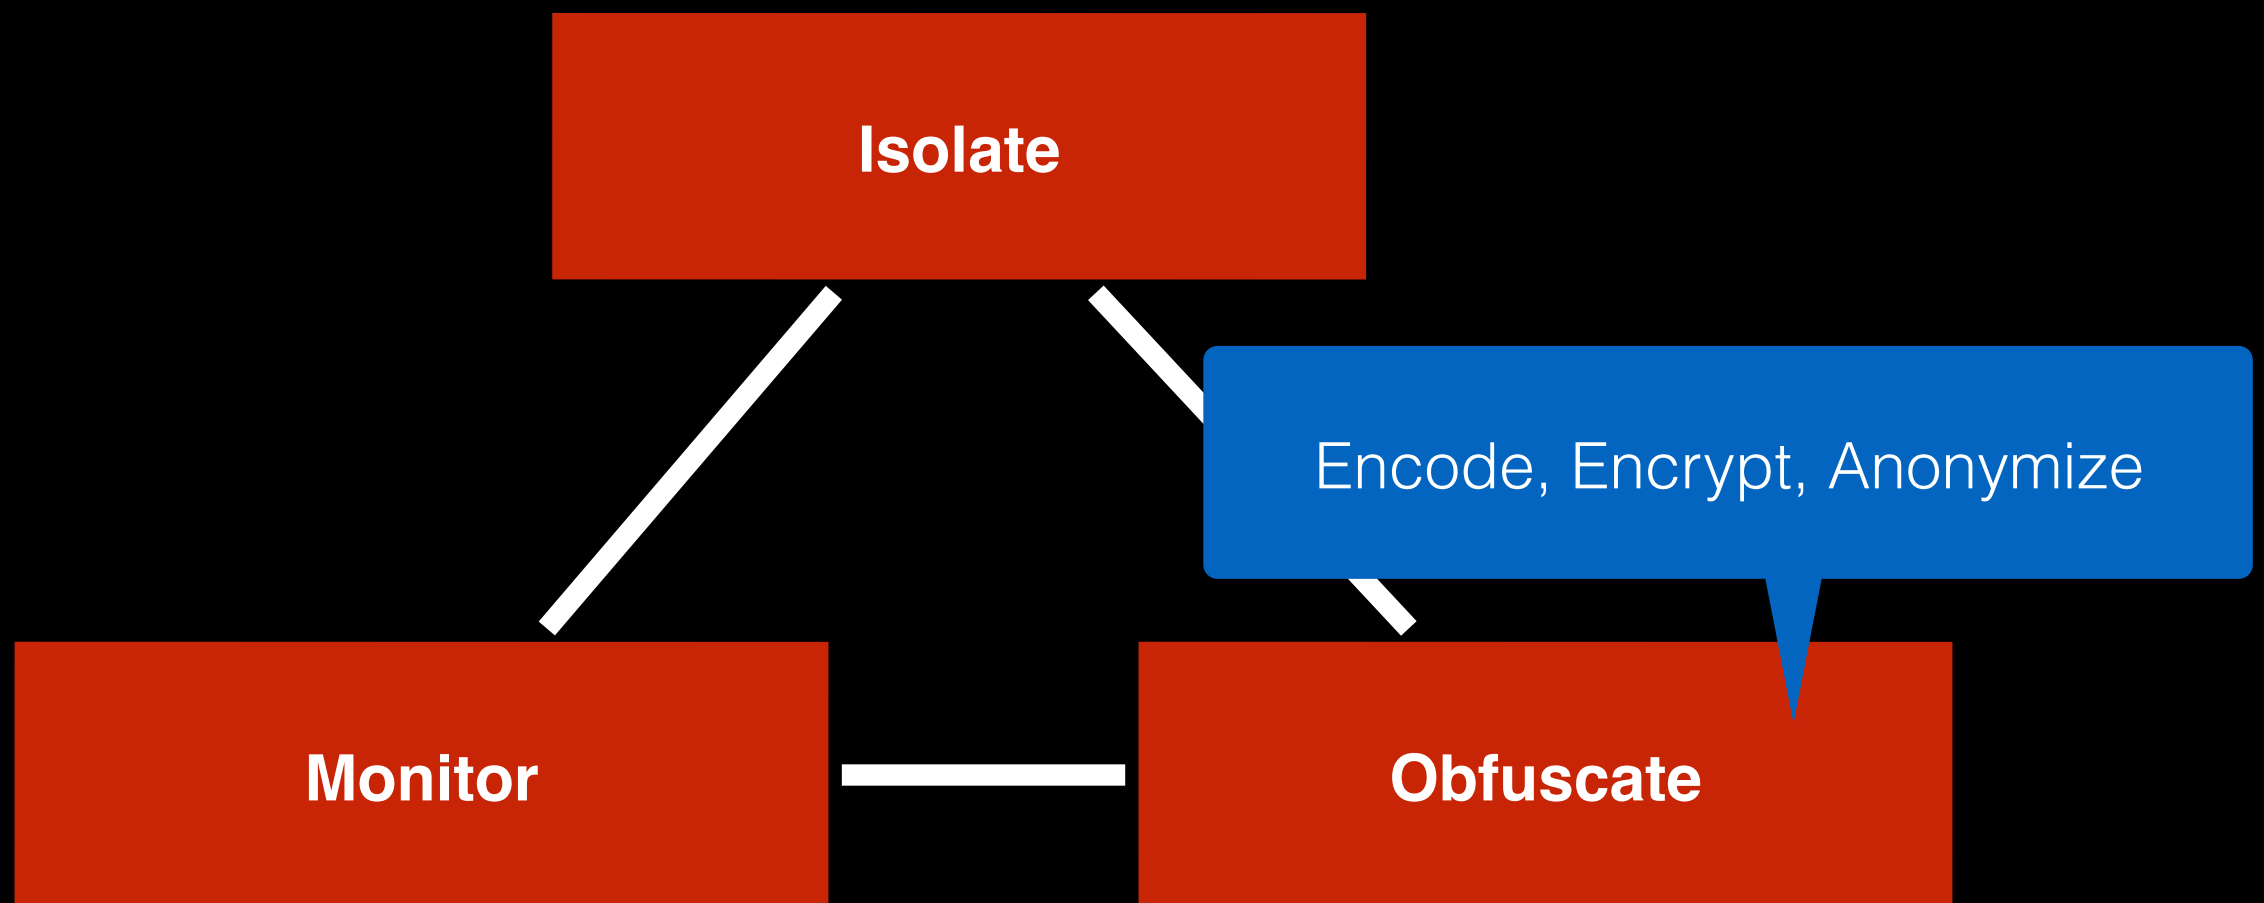 Isolate
Encode, Encrypt, Anonymize
Monitor
Obfuscate